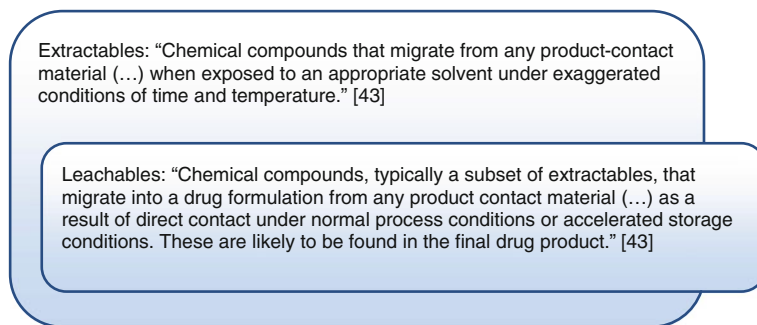 Extractables: “Chemical compounds that migrate from any product-contact
material (…) when exposed to an appropriate solvent under exaggerated
conditions of time and temperature.” [43]
Leachables: “Chemical compounds, typically a subset of extractables, that
migrate into a drug formulation from any product contact material (…) as a
result of direct contact under normal process conditions or accelerated storage
conditions. These are likely to be found in the final drug product.” [43]